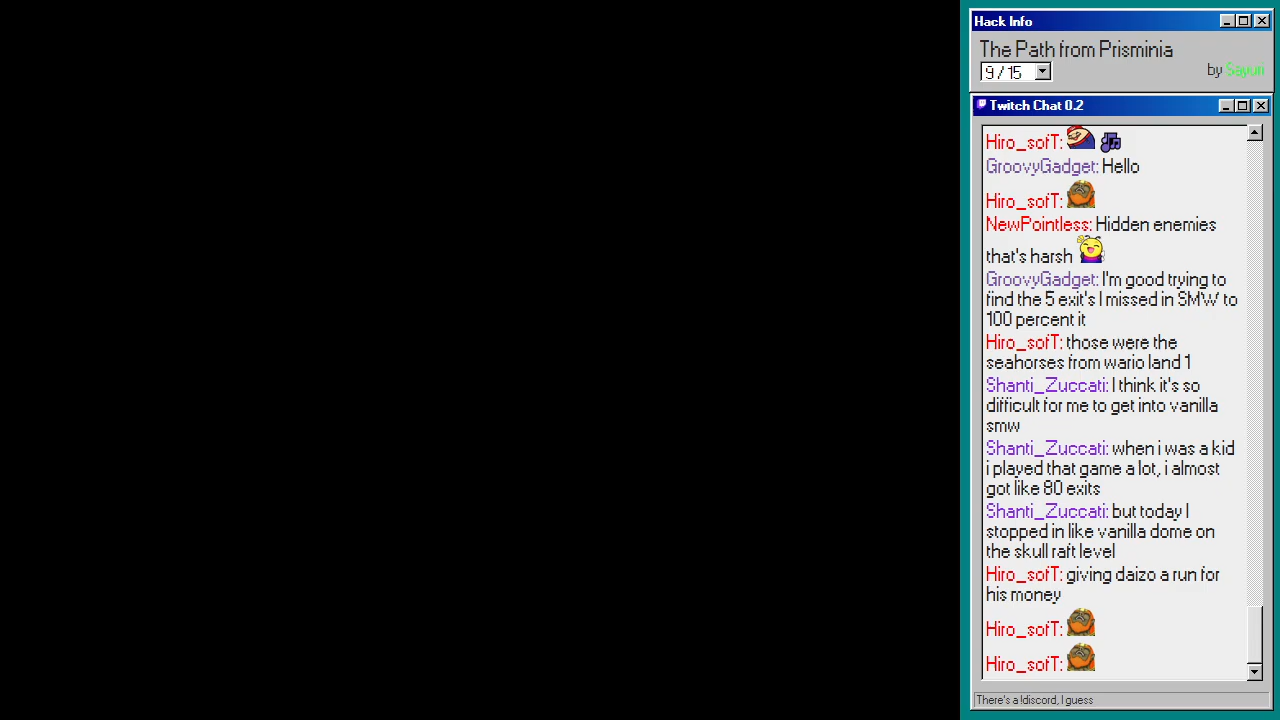 Hack Info
The Path from Prisminia
9/15
by Sayuri
Twitch Chat 0.2
Hiro_sofT:
GroovyGadget: Hello
Hiro_sofT:
NewPointless: Hidden enemies
that's harsh
GroovyGadget: I'm good trying to
find the 5 exit's I missed in SMW to
100 percent it
Hiro_sofT: those were the
seahorses from wario land 1
Shanti_Zuccati: I think it's so
difficult for me to get into vanilla
smw
Shanti_Zuccati: when i was a kid
i played that game a lot, i almost
got like 80 exits
Shanti_Zuccati: but today I
stopped in like vanilla dome on
the skull raft level
Hiro_sofT: giving daizo a run for
his money
Hiro_sofT:
Hiro_sofT:
There's a !discord, I guess